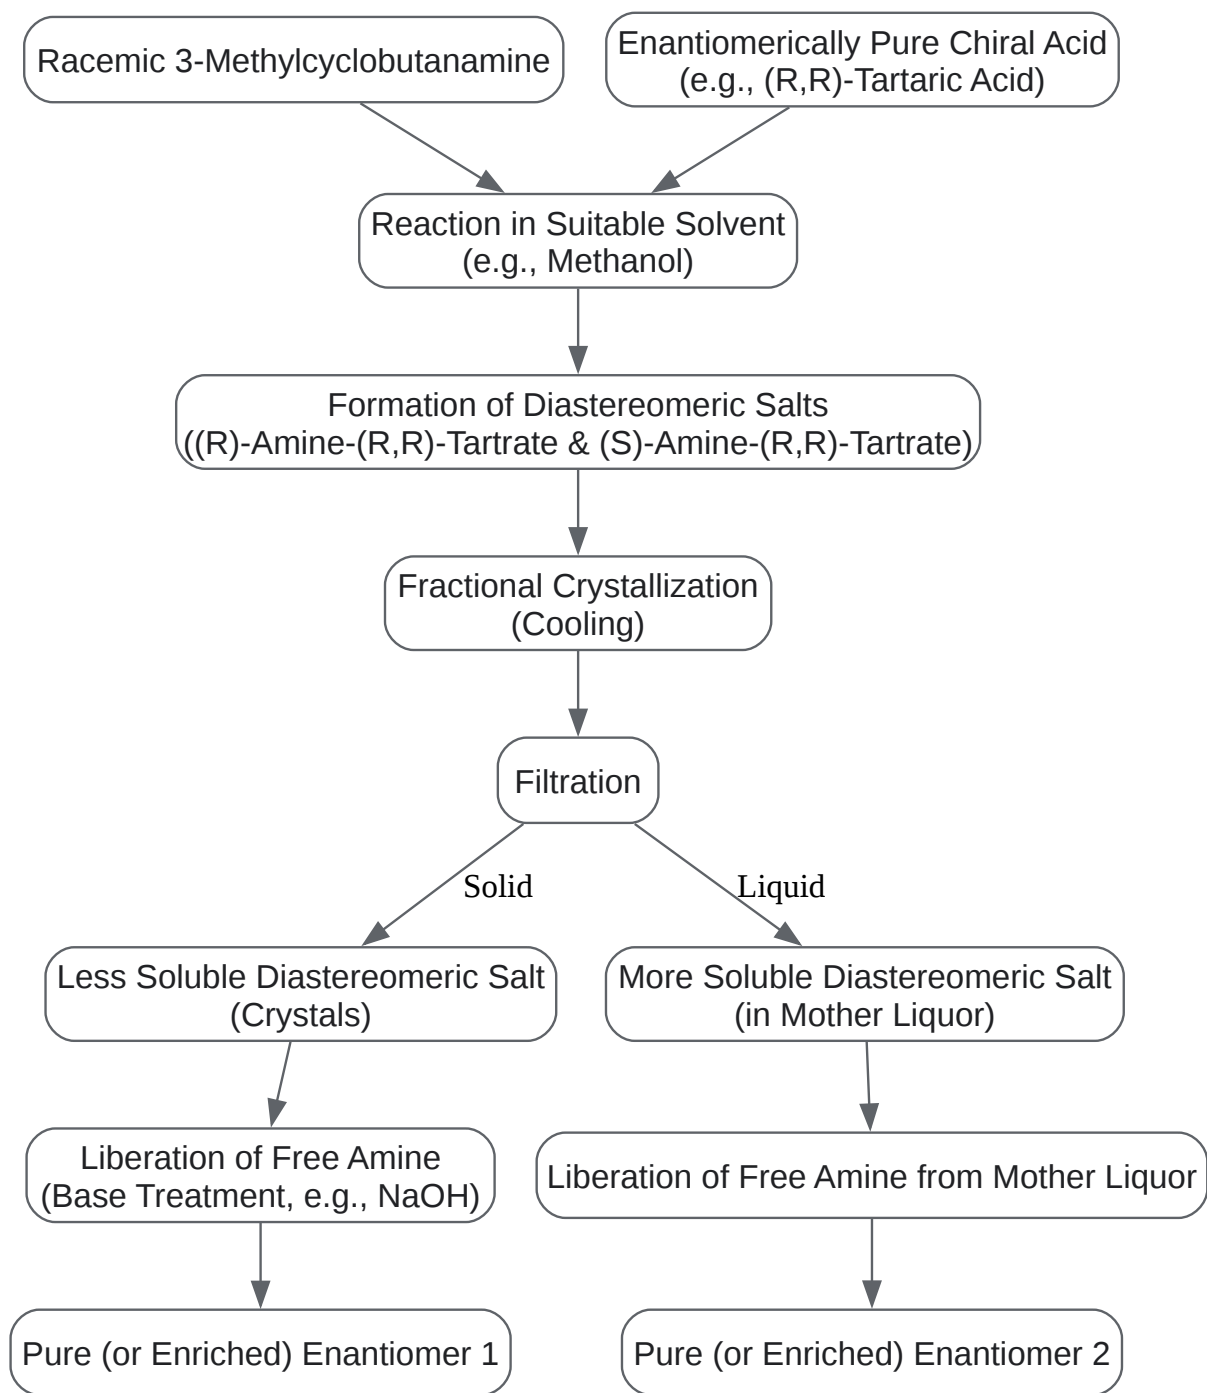 Racemic 3-Methylcyclobutanamine
Enantiomerically Pure Chiral Acid
(e.g., (R,R)-Tartaric Acid)
Reaction in Suitable Solvent
(e.g., Methanol)
Formation of Diastereomeric Salts
((R)-Amine-(R,R)-Tartrate & (S)-Amine-(R,R)-Tartrate)
Fractional Crystallization
(Cooling)
Filtration
Solid
Liquid
Less Soluble Diastereomeric Salt
(Crystals)
More Soluble Diastereomeric Salt
(in Mother Liquor)
Liberation of Free Amine
(Base Treatment, e.g., NaOH)
Liberation of Free Amine from Mother Liquor
Pure (or Enriched) Enantiomer 1
Pure (or Enriched) Enantiomer 2